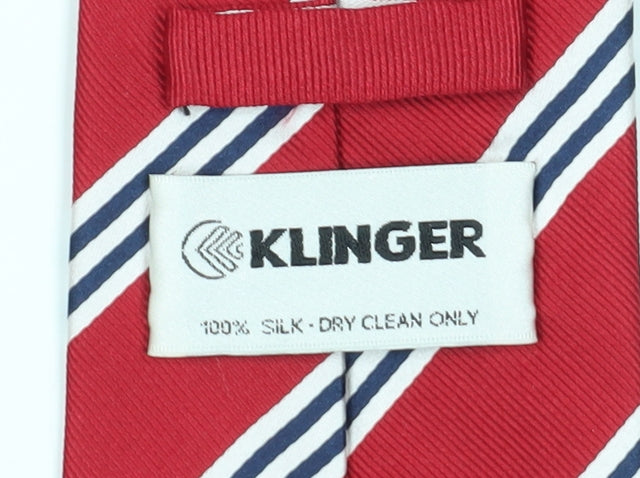 KLINGER
100% SILK - DRY CLEAN ONLY